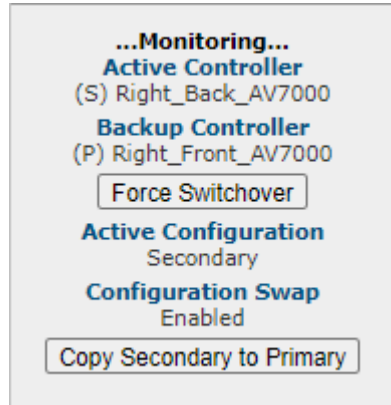 ...Monitoring...
Active Controller
(S) Right_Back_AV7000
Backup Controller
(P) Right_Front_AV7000
Force Switchover
Active Configuration
Secondary
Configuration Swap
Enabled
Copy Secondary to Primary